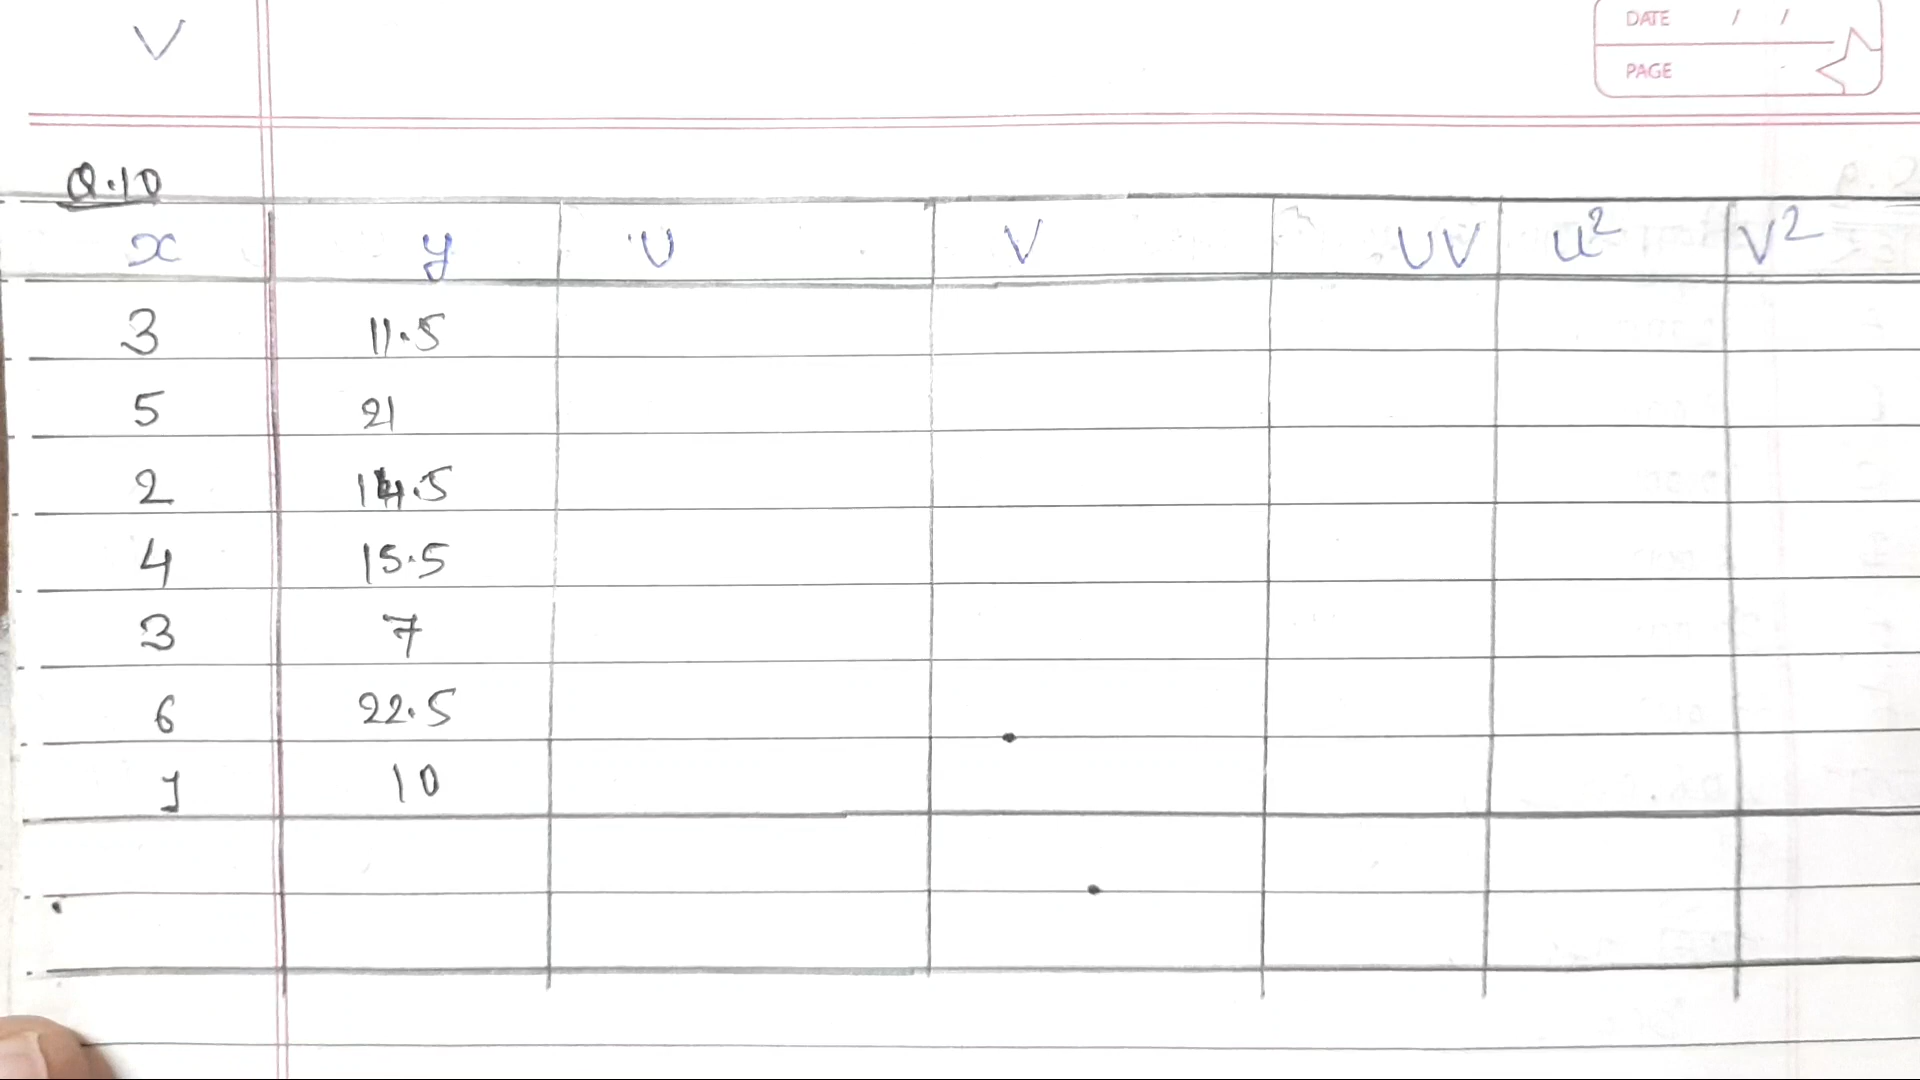 V
DATE / /
PAGE
Q.10
x y U V UV u² V²
3 11.5
5 21
2 14.5
4 15.5
3 7
6 22.5
1 10